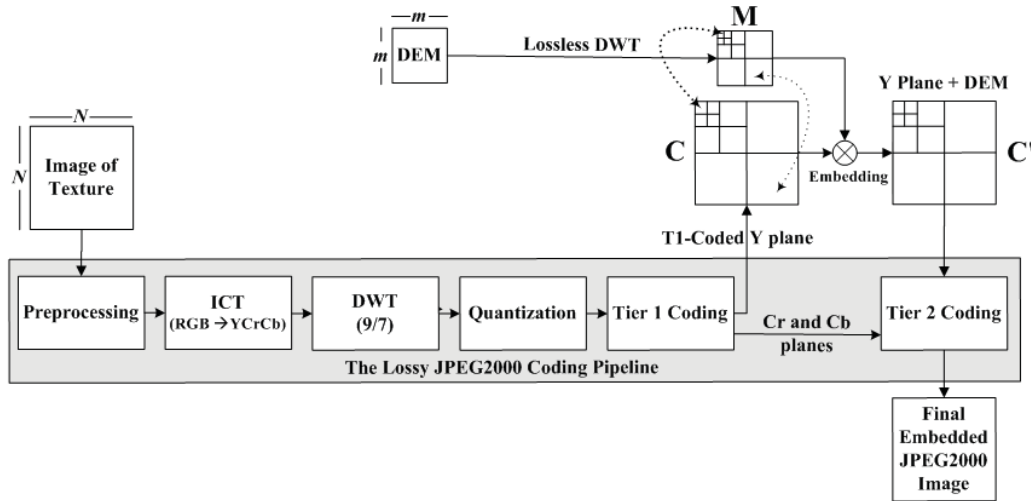 m
M
m
DEM
Lossless DWT
Y Plane + DEM
N
N
Image of
Texture
C
Embedding
C'
T1-Coded Y plane
Preprocessing
ICT
(RGB →YCrCb)
DWT
(9/7)
Quantization
Tier 1 Coding
Cr and Cb
planes
Tier 2 Coding
The Lossy JPEG2000 Coding Pipeline
Final
Embedded
JPEG2000
Image